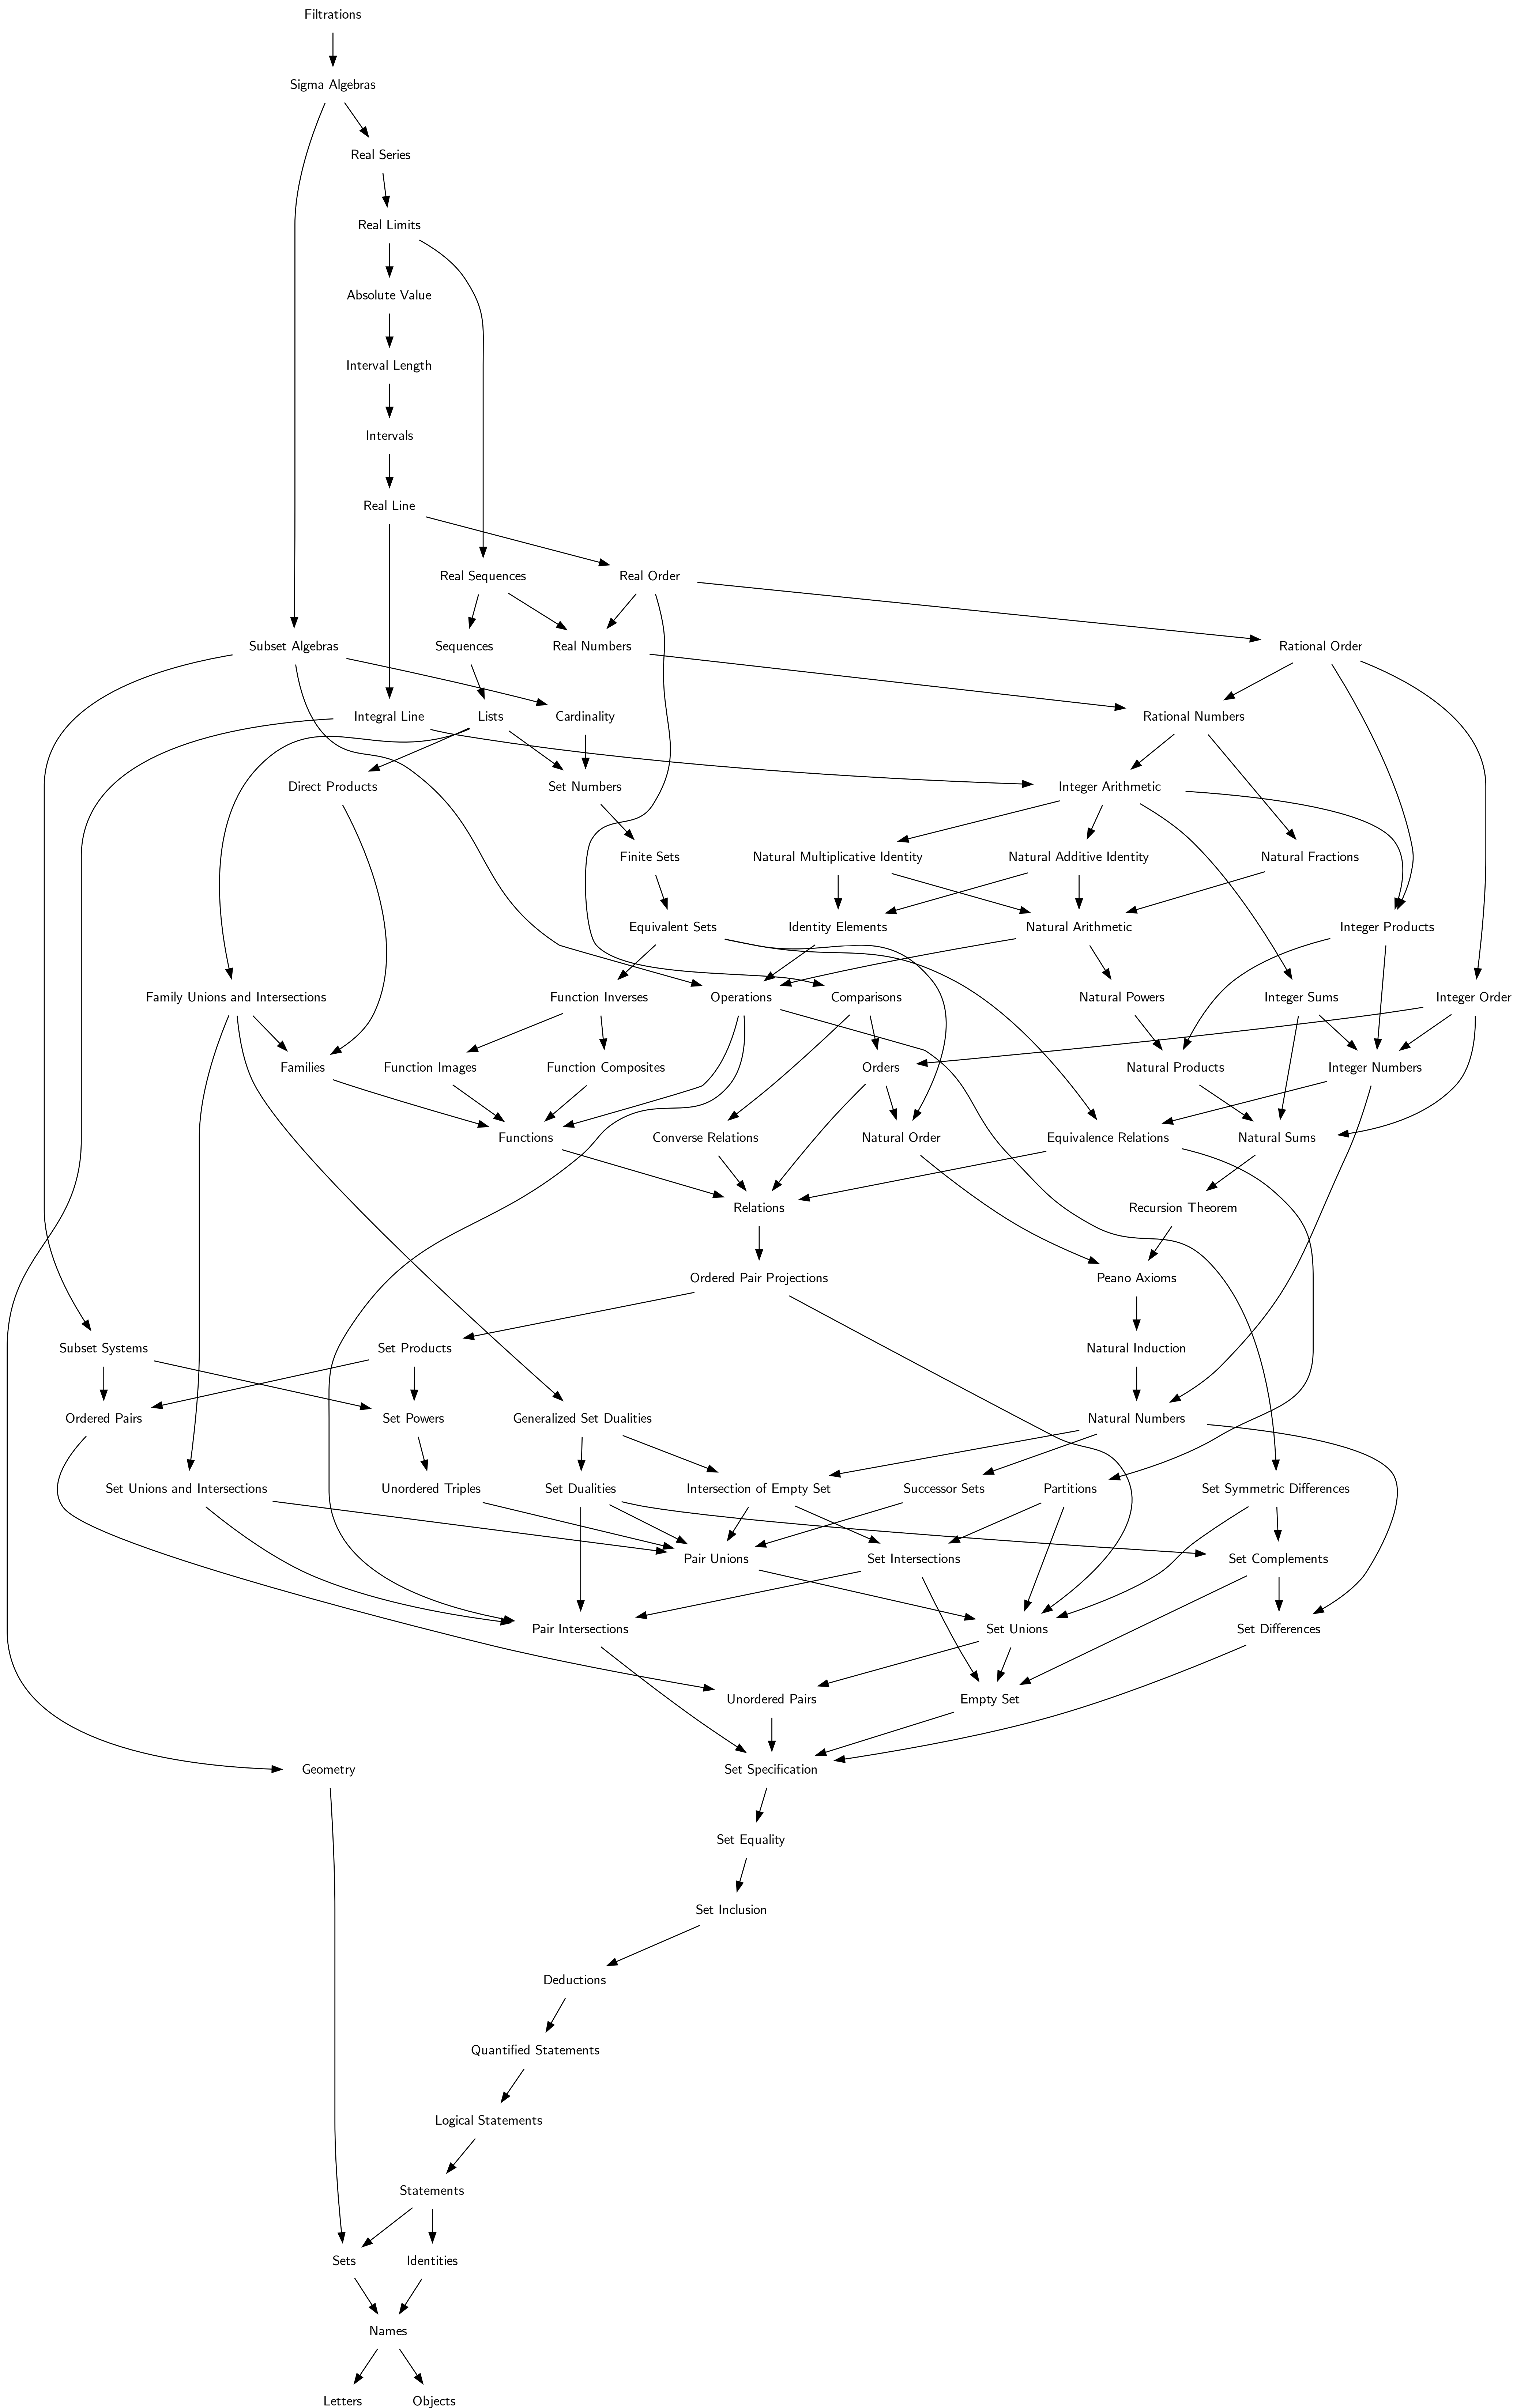 Filtrations
Sigma Algebras
Real Series
Real Limits
Absolute Value
Interval Length
Intervals
Real Line
Real Sequences
Real Order
Subset Algebras
Sequences
Real Numbers
Rational Order
Integral Line
Lists
Cardinality
Rational Numbers
Direct Products
Set Numbers
Integer Arithmetic
Finite Sets
Natural Multiplicative Identity
Natural Additive Identity
Natural Fractions
Equivalent Sets
Identity Elements
Natural Arithmetic
Integer Products
Family Unions and Intersections
Function Inverses
Operations
Comparisons
Natural Powers
Integer Sums
Integer Order
Families
Function Images
Function Composites
Orders
Natural Products
Integer Numbers
Functions
Converse Relations
Natural Order
Equivalence Relations
Natural Sums
Relations
Recursion Theorem
Ordered Pair Projections
Peano Axioms
Subset Systems
Set Products
Natural Induction
Ordered Pairs
Set Powers
Generalized Set Dualities
Natural Numbers
Set Unions and Intersections
Unordered Triples
Set Dualities
Intersection of Empty Set
Successor Sets
Partitions
Set Symmetric Differences
Pair Unions
Set Intersections
Set Complements
Pair Intersections
Set Unions
Set Differences
Unordered Pairs
Empty Set
Geometry
Set Specification
Set Equality
Set Inclusion
Deductions
Quantified Statements
Logical Statements
Statements
Sets
Identities
Names
Letters
Objects